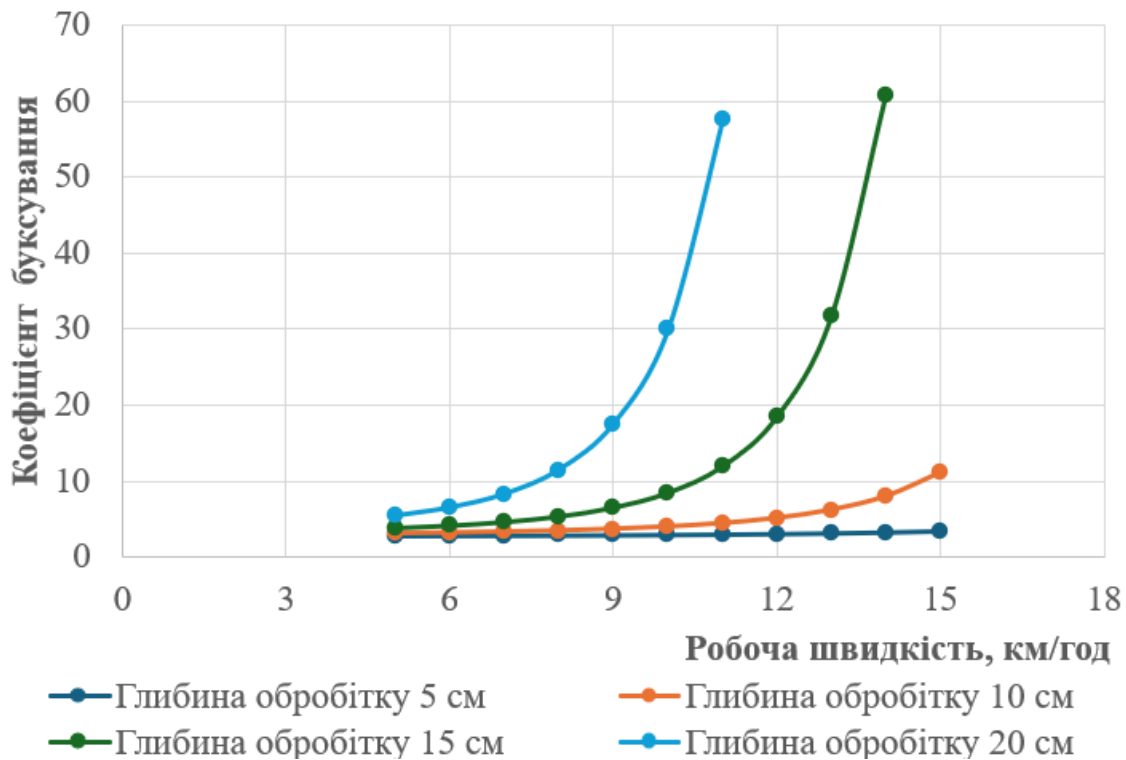 70
60
50
40
30
20
10
0
Коефіцієнт буксування
0 3 6 9 12 15 18
Робоча швидкість, км/год
Глибина обробітку 5 см
Глибина обробітку 10 см
Глибина обробітку 15 см
Глибина обробітку 20 см